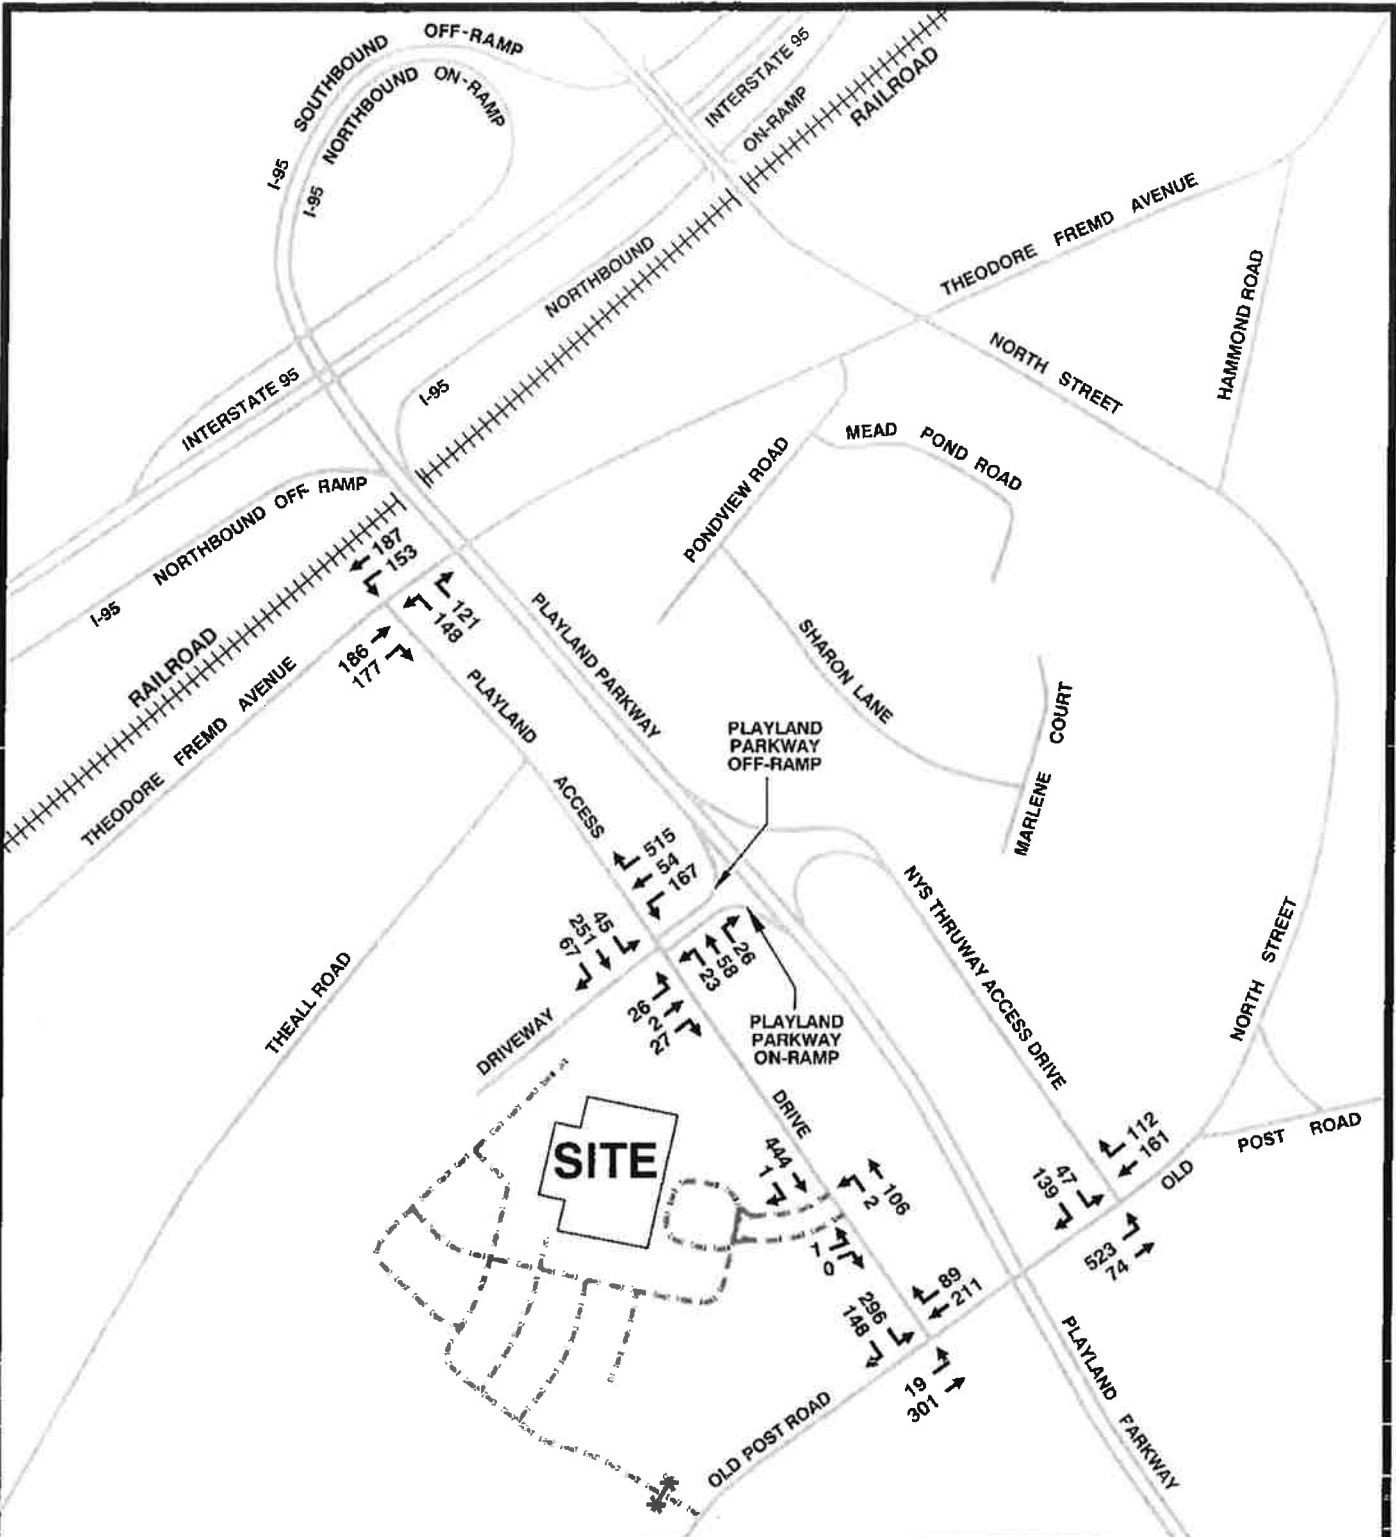 I-95 SOUTHBOUND OFF-RAMP
I-95 NORTHBOUND ON-RAMP
INTERSTATE 95
ON-RAMP
RAILROAD
THEODORE FREMD AVENUE
HAMMOND ROAD
I-95 NORTHBOUND
NORTH STREET
INTERSTATE 95
MEAD POND ROAD
PONDVIEW ROAD
I-95 NORTHBOUND OFF RAMP
187
153
121
148
186
177
RAILROAD
THEODORE FREMD AVENUE
PLAYLAND PARKWAY
SHARON LANE
MARLENE COURT
PLAYLAND ACCESS DRIVE
PLAYLAND
PARKWAY
OFF-RAMP
515
54
167
45
251
67
26
58
23
26
2
27
NYS THRUWAY ACCESS DRIVE
NORTH STREET
THEALL ROAD
DRIVEWAY
PLAYLAND
PARKWAY
ON-RAMP
SITE
444
1
106
2
0
112
161
47
139
523
74
OLD POST ROAD
89
211
296
148
19
301
PLAYLAND PARKWAY
OLD POST ROAD